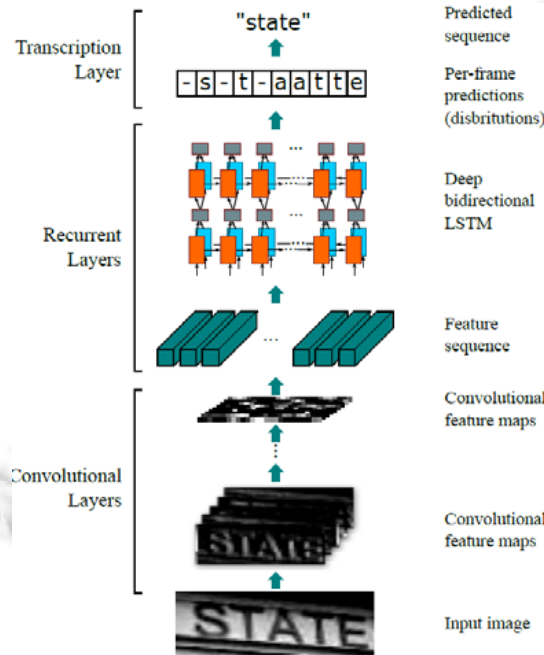 "state"
Predicted
sequence
Transcription
Layer
- s - t - a a t t e
Per-frame
predictions
(disbritutions)
Recurrent
Layers
...
Deep
bidirectional
LSTM
...
Feature
sequence
Convolutional
Layers
Convolutional
feature maps
STATE
Convolutional
feature maps
STATE
Input image